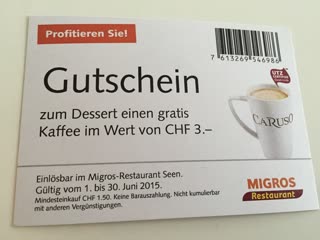 Profitieren Sie!
7 613269 546986
Gutschein
UTZ
CERTIFIED
zum Dessert einen gratis
Kaffee im Wert von CHF 3.–
CARUSO
Einlösbar im Migros-Restaurant Seen.
Gültig vom 1. bis 30. Juni 2015.
Mindesteinkauf CHF 1.50. Keine Barauszahlung. Nicht kumulierbar
mit anderen Vergünstigungen.
MIGROS
Restaurant